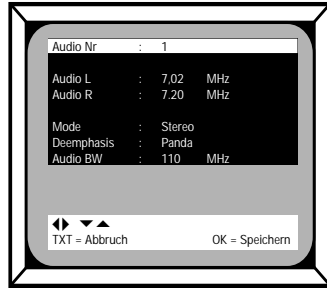 Audio Nr : 1
Audio L : 7,02 MHz
Audio R : 7.20 MHz
Mode : Stereo
Deemphasis : Panda
Audio BW : 110 MHz
TXT = Abbruch OK = Speichern